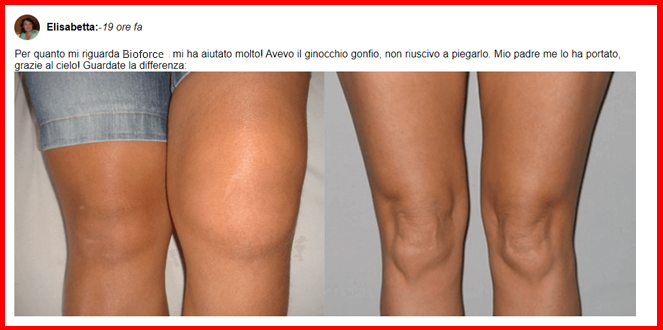 Elisabetta:-19 ore fa
Per quanto mi riguarda Bioforce mi ha aiutato molto! Avevo il ginocchio gonfio, non riuscivo a piegarlo. Mio padre me lo ha portato,
grazie al cielo! Guardate la differenza: